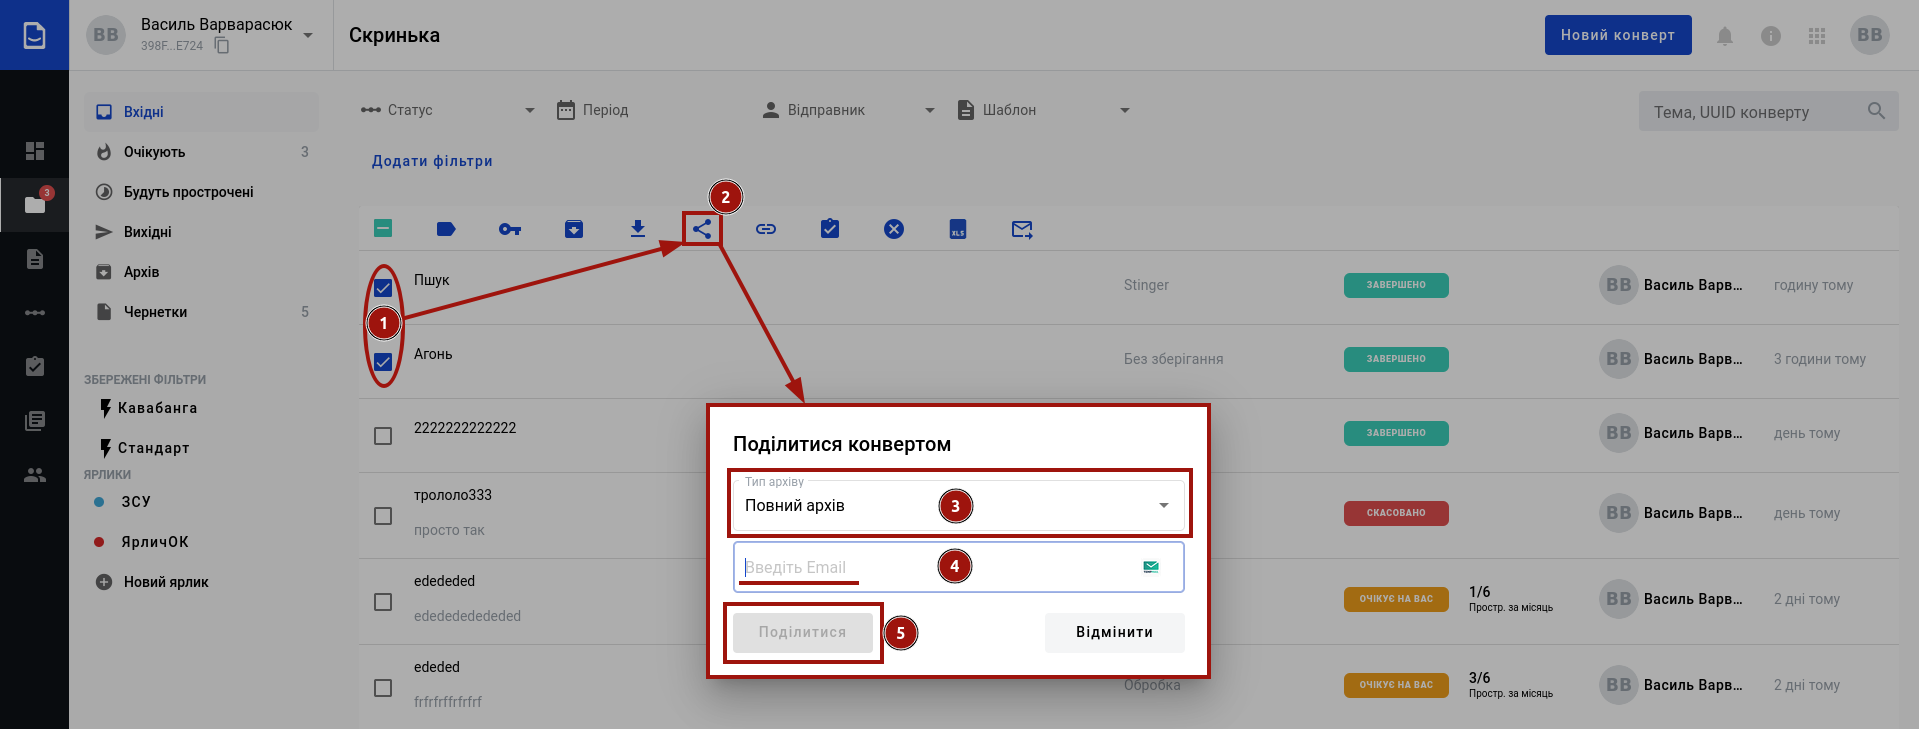 BB
Василь Варварасюк
398F...E724
Скринька
Новий конверт
BB
3
Вхідні
Очікують 3
Будуть прострочені
Вихідні
Архів
Чернетки 5
ЗБЕРЕЖЕНІ ФІЛЬТРИ
Кавабанга
Стандарт
ЯРЛИКИ
ЗСУ
ЯрличОК
Новий ярлик
Статус
Період
Відправник
Шаблон
Тема, UUID конверту
Додати фільтри
2
XLS
1
Пшук Stinger ЗАВЕРШЕНО BB Василь Варв... годину тому
Агонь Без зберігання ЗАВЕРШЕНО BB Василь Варв... 3 години тому
2222222222222 ЗАВЕРШЕНО BB Василь Варв... день тому
трололо333 СКАСОВАНО BB Василь Варв... день тому
просто так
edededed ОЧІКУЄ НА ВАС 1/6 BB Василь Варв... 2 дні тому
Простр. за місяць
ededededededed
ededed Обробка ОЧІКУЄ НА ВАС 3/6 BB Василь Варв... 2 дні тому
Простр. за місяць
frfrfrffrfrfrf
Поділитися конвертом
Тип архіву
Повний архів 3
Введіть Email 4
Поділитися 5
Відмінити